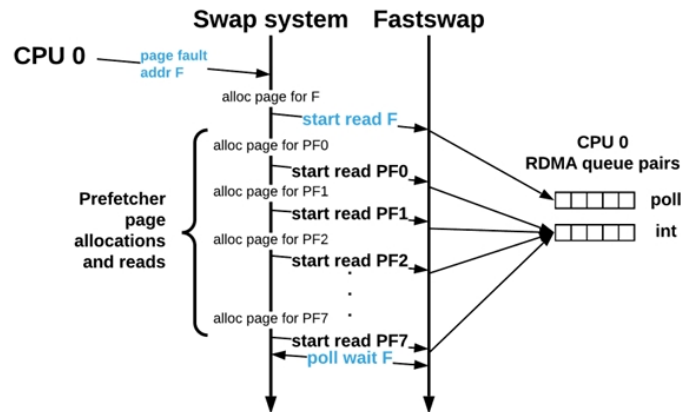 Swap system
Fastswap
CPU 0
page fault
addr F
alloc page for F
start read F
alloc page for PF0
start read PF0
alloc page for PF1
start read PF1
alloc page for PF2
start read PF2
alloc page for PF7
start read PF7
poll wait F
Prefetcher
page
allocations
and reads
CPU 0
RDMA queue pairs
poll
int